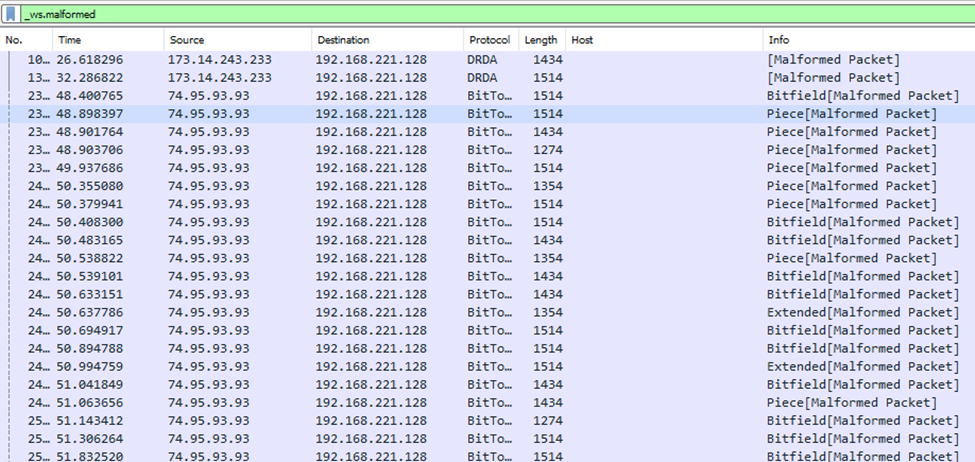 _ws.malformed
No. Time Source Destination Protocol Length Host Info
10… 26.618296 173.14.243.233 192.168.221.128 DRDA 1434 [Malformed Packet]
13… 32.286822 173.14.243.233 192.168.221.128 DRDA 1514 [Malformed Packet]
23… 48.400765 74.95.93.93 192.168.221.128 BitTo… 1514 Bitfield[Malformed Packet]
23… 48.898397 74.95.93.93 192.168.221.128 BitTo… 1514 Piece[Malformed Packet]
23… 48.901764 74.95.93.93 192.168.221.128 BitTo… 1434 Piece[Malformed Packet]
23… 48.903706 74.95.93.93 192.168.221.128 BitTo… 1274 Piece[Malformed Packet]
23… 49.937686 74.95.93.93 192.168.221.128 BitTo… 1514 Piece[Malformed Packet]
24… 50.355080 74.95.93.93 192.168.221.128 BitTo… 1354 Piece[Malformed Packet]
24… 50.379941 74.95.93.93 192.168.221.128 BitTo… 1514 Piece[Malformed Packet]
24… 50.408300 74.95.93.93 192.168.221.128 BitTo… 1514 Bitfield[Malformed Packet]
24… 50.483165 74.95.93.93 192.168.221.128 BitTo… 1434 Bitfield[Malformed Packet]
24… 50.538822 74.95.93.93 192.168.221.128 BitTo… 1354 Piece[Malformed Packet]
24… 50.539101 74.95.93.93 192.168.221.128 BitTo… 1434 Bitfield[Malformed Packet]
24… 50.633151 74.95.93.93 192.168.221.128 BitTo… 1434 Bitfield[Malformed Packet]
24… 50.637786 74.95.93.93 192.168.221.128 BitTo… 1354 Extended[Malformed Packet]
24… 50.694917 74.95.93.93 192.168.221.128 BitTo… 1514 Bitfield[Malformed Packet]
24… 50.894788 74.95.93.93 192.168.221.128 BitTo… 1514 Bitfield[Malformed Packet]
24… 50.994759 74.95.93.93 192.168.221.128 BitTo… 1514 Extended[Malformed Packet]
24… 51.041849 74.95.93.93 192.168.221.128 BitTo… 1434 Bitfield[Malformed Packet]
24… 51.063656 74.95.93.93 192.168.221.128 BitTo… 1434 Piece[Malformed Packet]
25… 51.143412 74.95.93.93 192.168.221.128 BitTo… 1274 Bitfield[Malformed Packet]
25… 51.306264 74.95.93.93 192.168.221.128 BitTo… 1514 Bitfield[Malformed Packet]
25… 51.832520 74.95.93.93 192.168.221.128 BitTo… 1514 Bitfield[Malformed Packet]